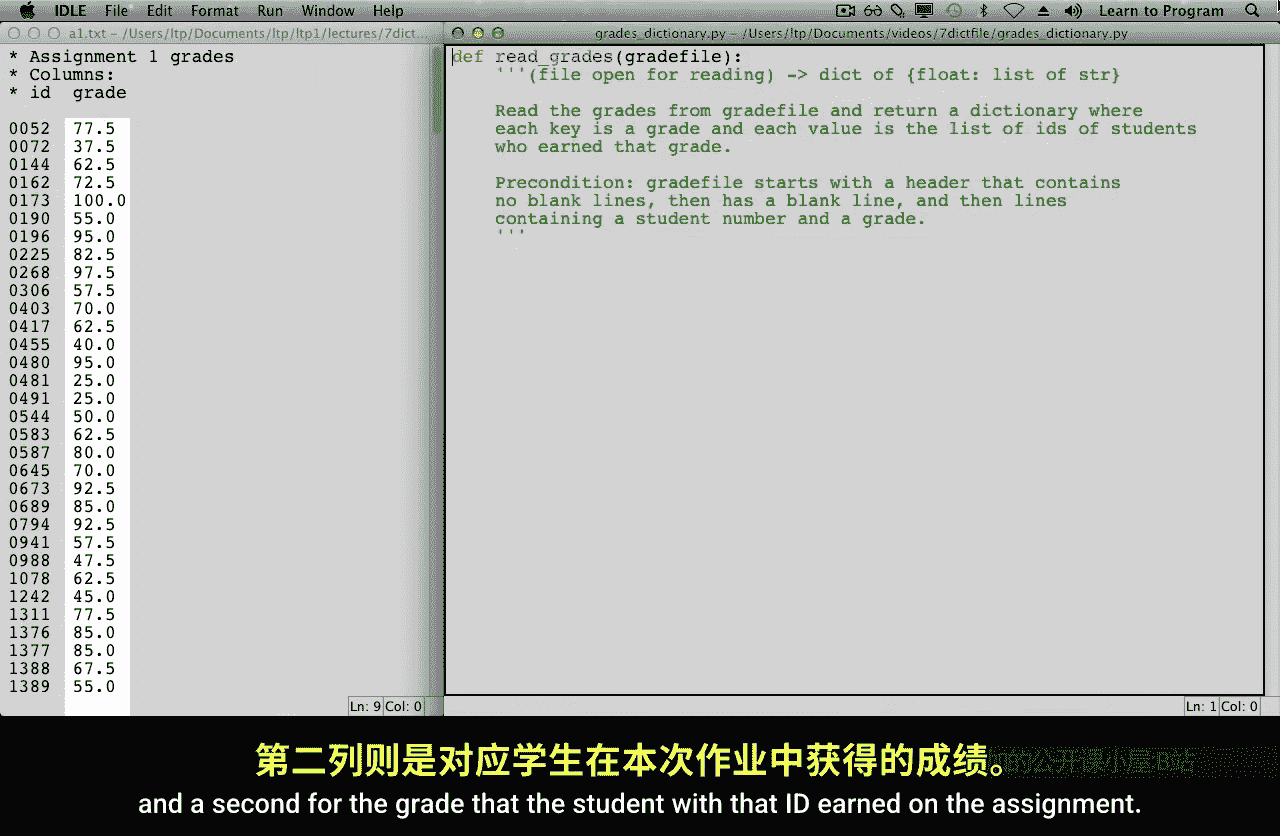 IDLE File Edit Format Run Window Help Learn to Program
a1.txt – /Users/ltp/Documents/ltp/ltp1/lectures/7dict...
* Assignment 1 grades
* Columns:
* id grade
0052 77.5
0072 37.5
0144 62.5
0162 72.5
0173 100.0
0190 55.0
0196 95.0
0225 82.5
0268 97.5
0306 57.5
0403 70.0
0417 62.5
0455 40.0
0480 95.0
0481 25.0
0491 25.0
0544 50.0
0583 62.5
0587 80.0
0645 70.0
0673 92.5
0689 85.0
0794 92.5
0941 57.5
0988 47.5
1078 62.5
1242 45.0
1311 77.5
1376 85.0
1377 85.0
1388 67.5
1389 55.0
Ln: 9 Col: 0
grades_dictionary.py – /Users/ltp/Documents/videos/7dictfile/grades_dictionary.py
def read_grades(gradefile):
'''(file open for reading) -> dict of {float: list of str}
Read the grades from gradefile and return a dictionary where
each key is a grade and each value is the list of ids of students
who earned that grade.
Precondition: gradefile starts with a header that contains
no blank lines, then has a blank line, and then lines
containing a student number and a grade.
'''
Ln: 1 Col: 0
第二列则是对应学生在本次作业中获得的成绩。
的公开课小屋 B站
and a second for the grade that the student with that ID earned on the assignment.